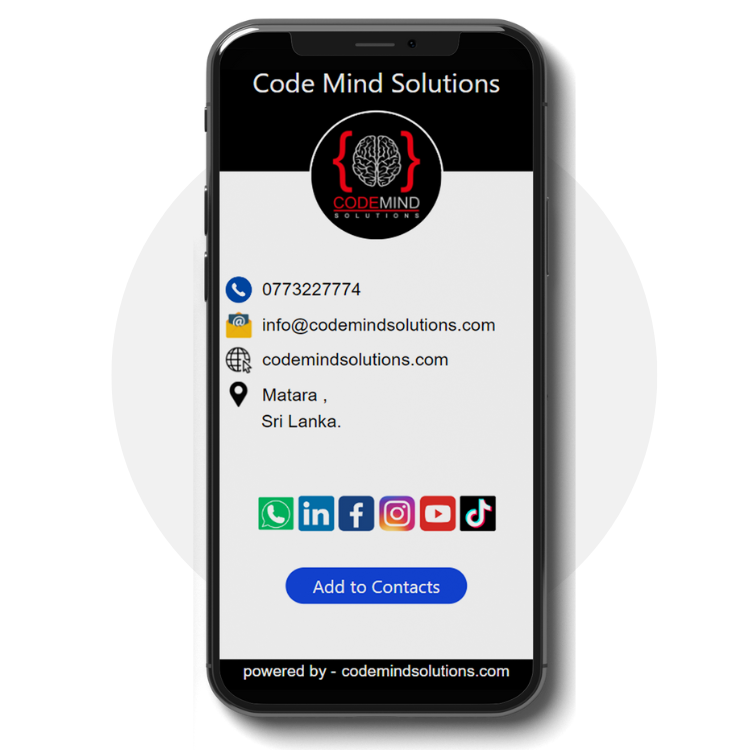 Code Mind Solutions
CODEMIND
SOLUTIONS
0773227774
info@codemindsolutions.com
codemindsolutions.com
Matara ,
Sri Lanka.
in f
Add to Contacts
powered by - codemindsolutions.com